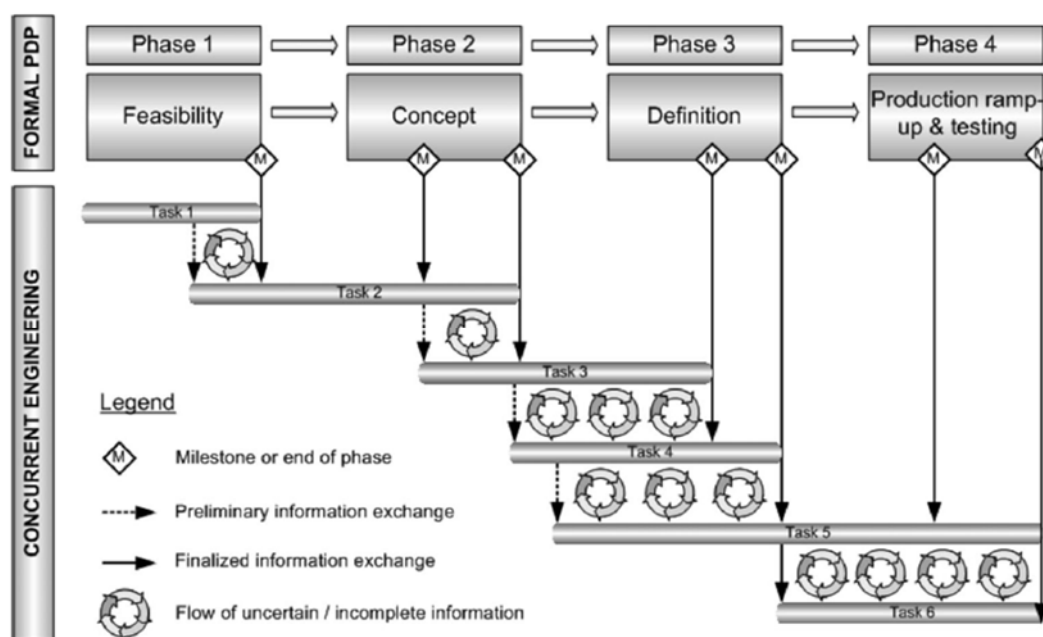 FORMAL PDP
Phase 1
Phase 2
Phase 3
Phase 4
Feasibility
Concept
Definition
Production ramp-
up & testing
M
M
M
M
M
M
M
CONCURRENT ENGINEERING
Task 1
Task 2
Task 3
Task 4
Task 5
Task 6
Legend
M
Milestone or end of phase
Preliminary information exchange
Finalized information exchange
Flow of uncertain / incomplete information